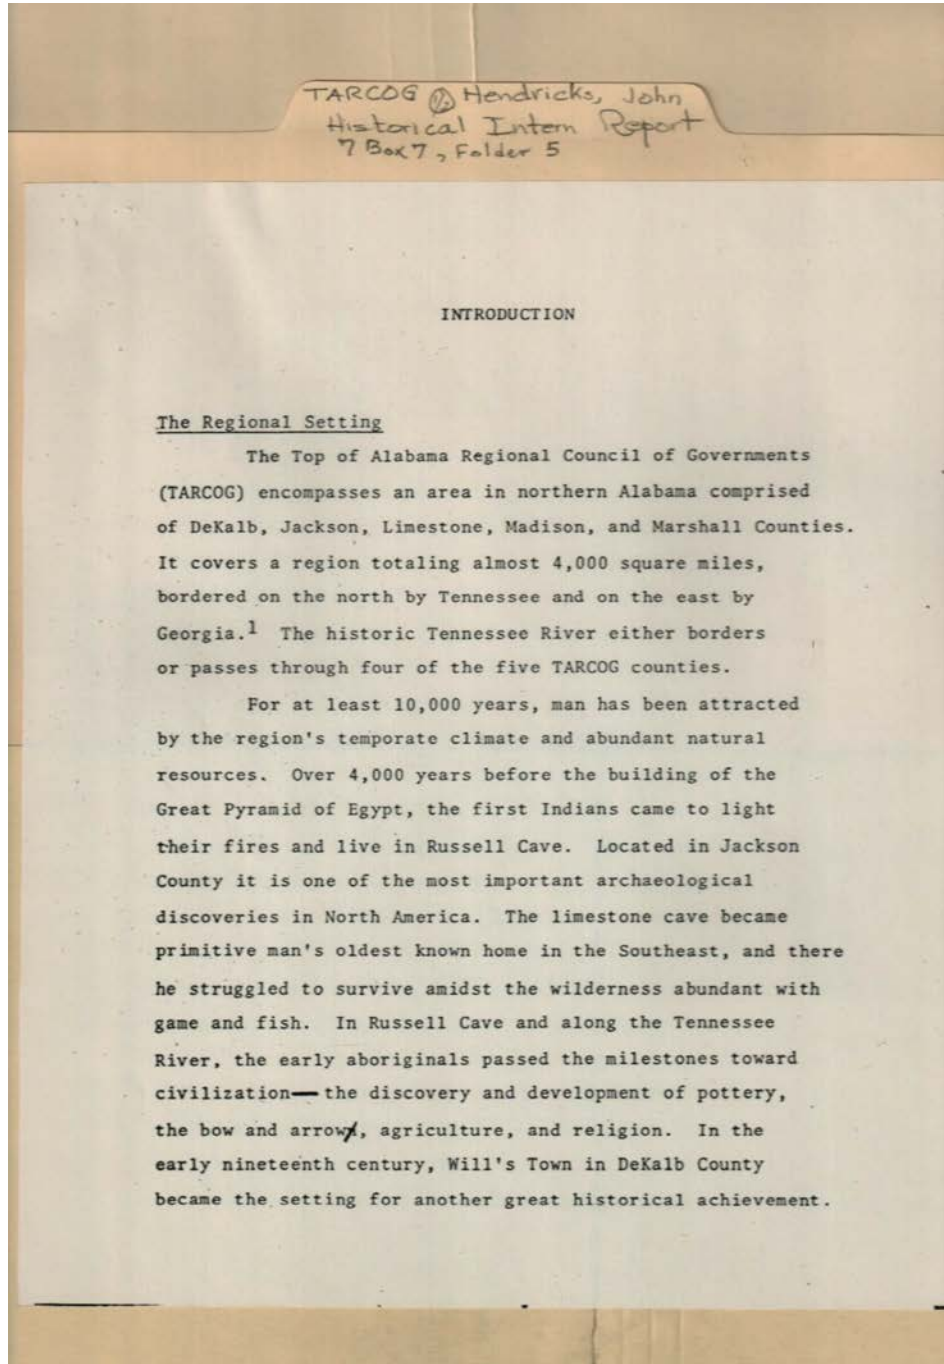 TARCOG Hendricks, John
Historical Intern Report
7 Box 7, Folder 5
INTRODUCTION
The Regional Setting
The Top of Alabama Regional Council of Governments
(TARCOG) encompasses an area in northern Alabama comprised
of DeKalb, Jackson, Limestone, Madison, and Marshall Counties.
It covers a region totaling almost 4,000 square miles,
bordered on the north by Tennessee and on the east by
Georgia.1 The historic Tennessee River either borders
or passes through four of the five TARCOG counties.
For at least 10,000 years, man has been attracted
by the region's temporate climate and abundant natural
resources. Over 4,000 years before the building of the
Great Pyramid of Egypt, the first Indians came to light
their fires and live in Russell Cave. Located in Jackson
County it is one of the most important archaeological
discoveries in North America. The limestone cave became
primitive man's oldest known home in the Southeast, and there
he struggled to survive amidst the wilderness abundant with
game and fish. In Russell Cave and along the Tennessee
River, the early aboriginals passed the milestones toward
civilization—the discovery and development of pottery,
the bow and arrow, agriculture, and religion. In the
early nineteenth century, Will's Town in DeKalb County
became the setting for another great historical achievement.